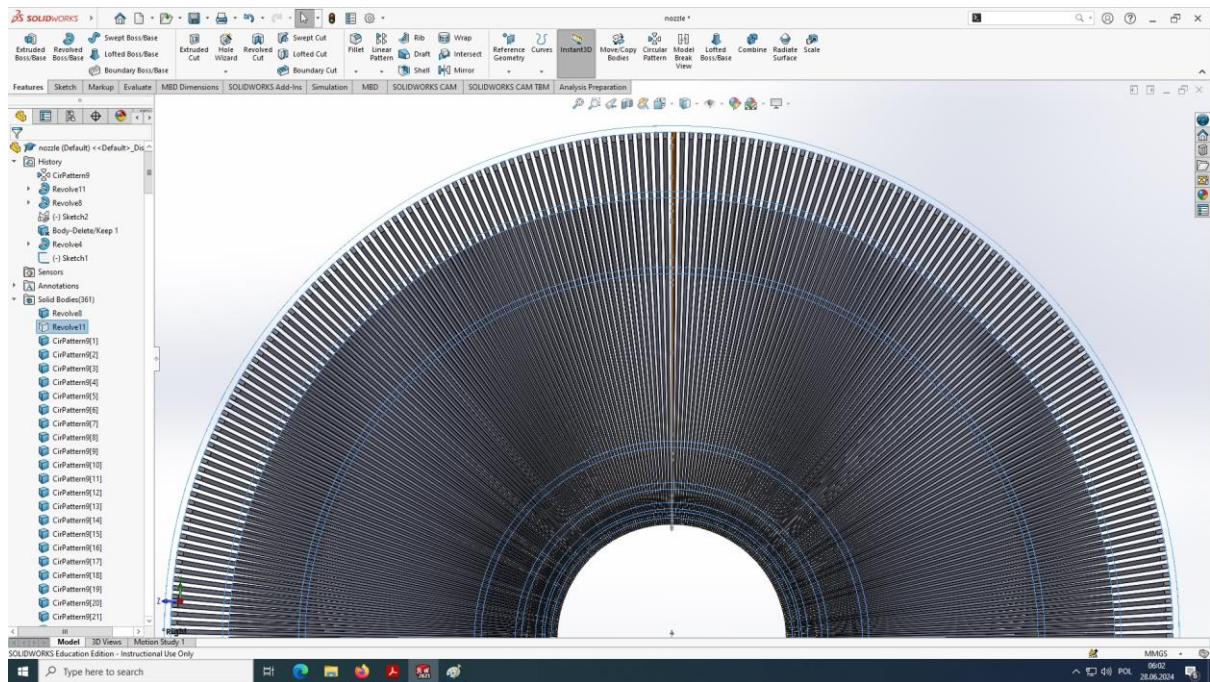 SOLIDWORKS
nozzle *
Extruded Boss/Base
Revolved Boss/Base
Swept Boss/Base
Lofted Boss/Base
Boundary Boss/Base
Extruded Cut
Hole Wizard
Revolved Cut
Swept Cut
Lofted Cut
Boundary Cut
Fillet
Linear Pattern
Rib
Draft
Shell
Wrap
Intersect
Mirror
Reference Geometry
Curves
Instant3D
Move/Copy Bodies
Circular Pattern
Model Break View
Lofted Boss/Base
Combine
Radiate Surface
Scale
Features Sketch Markup Evaluate MBD Dimensions SOLIDWORKS Add-Ins Simulation MBD SOLIDWORKS CAM SOLIDWORKS CAM TBM Analysis Preparation
nozzle (Default) <<Default>_Dis
History
CirPattern9
Revolve11
Revolve8
(-) Sketch2
Body-Delete/Keep 1
Revolve4
(-) Sketch1
Sensors
Annotations
Solid Bodies(361)
Revolve8
Revolve11
CirPattern9[1]
CirPattern9[2]
CirPattern9[3]
CirPattern9[4]
CirPattern9[5]
CirPattern9[6]
CirPattern9[7]
CirPattern9[8]
CirPattern9[9]
CirPattern9[10]
CirPattern9[11]
CirPattern9[12]
CirPattern9[13]
CirPattern9[14]
CirPattern9[15]
CirPattern9[16]
CirPattern9[17]
CirPattern9[18]
CirPattern9[19]
CirPattern9[20]
CirPattern9[21]
Z
*Right
Model 3D Views Motion Study 1
SOLIDWORKS Education Edition - Instructional Use Only
MMGS
Type here to search
POL
06:02
28.06.2024